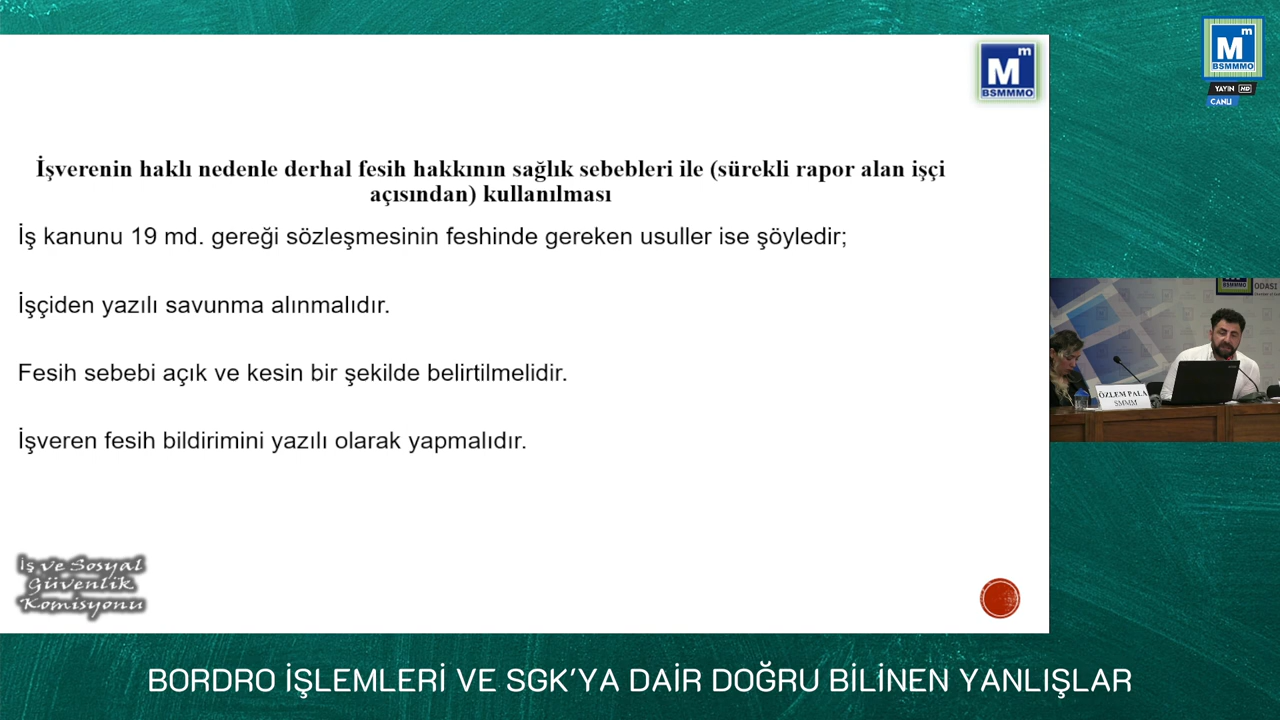 M m
BSMMMO
M m
BSMMMO
YAYIN HD
CANLI
İşverenin haklı nedenle derhal fesih hakkının sağlık sebebleri ile (sürekli rapor alan işçi
açısından) kullanılması
İş kanunu 19 md. gereği sözleşmesinin feshinde gereken usuller ise şöyledir;
İşçiden yazılı savunma alınmalıdır.
Fesih sebebi açık ve kesin bir şekilde belirtilmelidir.
İşveren fesih bildirimini yazılı olarak yapmalıdır.
BSMMMO
ODASI
ÖZLEM PALA
SMMM
İş ve Sosyal
Güvenlik
Komisyonu
BORDRO İŞLEMLERİ VE SGK'YA DAİR DOĞRU BİLİNEN YANLIŞLAR